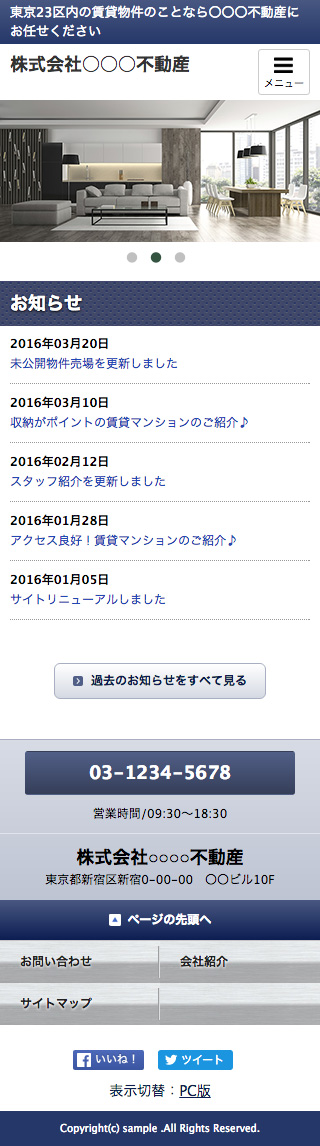 東京23区内の賃貸物件のことなら〇〇〇不動産に
お任せください
株式会社〇〇〇不動産
メニュー
お知らせ
2016年03月20日
未公開物件売場を更新しました
2016年03月10日
収納がポイントの賃貸マンションのご紹介♪
2016年02月12日
スタッフ紹介を更新しました
2016年01月28日
アクセス良好！賃貸マンションのご紹介♪
2016年01月05日
サイトリニューアルしました
過去のお知らせをすべて見る
03-1234-5678
営業時間/09:30〜18:30
株式会社○○○○不動産
東京都新宿区新宿0-00-00　〇〇ビル10F
ページの先頭へ
お問い合わせ
会社紹介
サイトマップ
いいね！
ツイート
表示切替：PC版
Copyright(c) sample .All Rights Reserved.